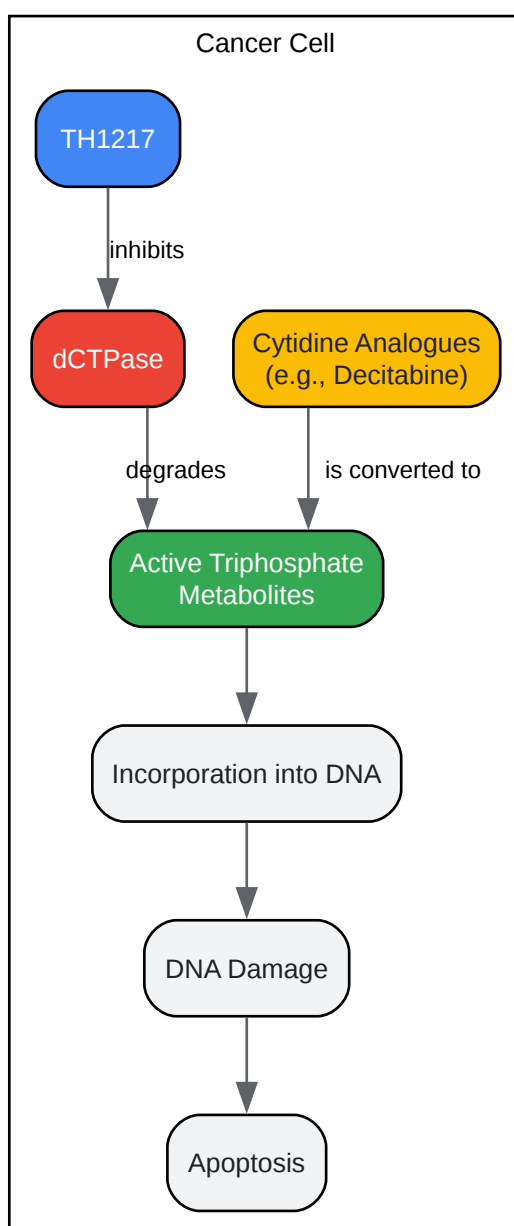 Cancer Cell
TH1217
inhibits
dCTPase
Cytidine Analogues
(e.g., Decitabine)
degrades
is converted to
Active Triphosphate
Metabolites
Incorporation into DNA
DNA Damage
Apoptosis